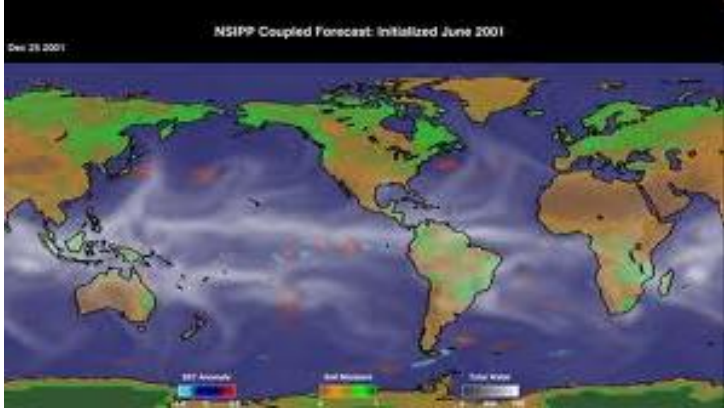 NSIPP Coupled Forecast: Initialized June 2001
Dec 25 2001
SST Anomaly
Soil Moisture
Total Water